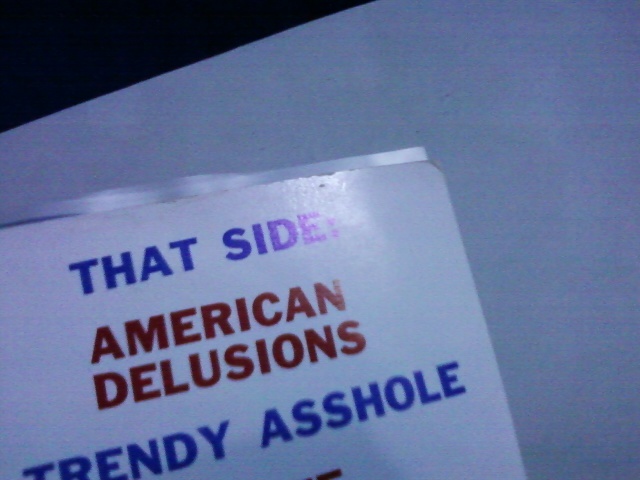 THAT SIDE:
AMERICAN
DELUSIONS
TRENDY ASSHOLE